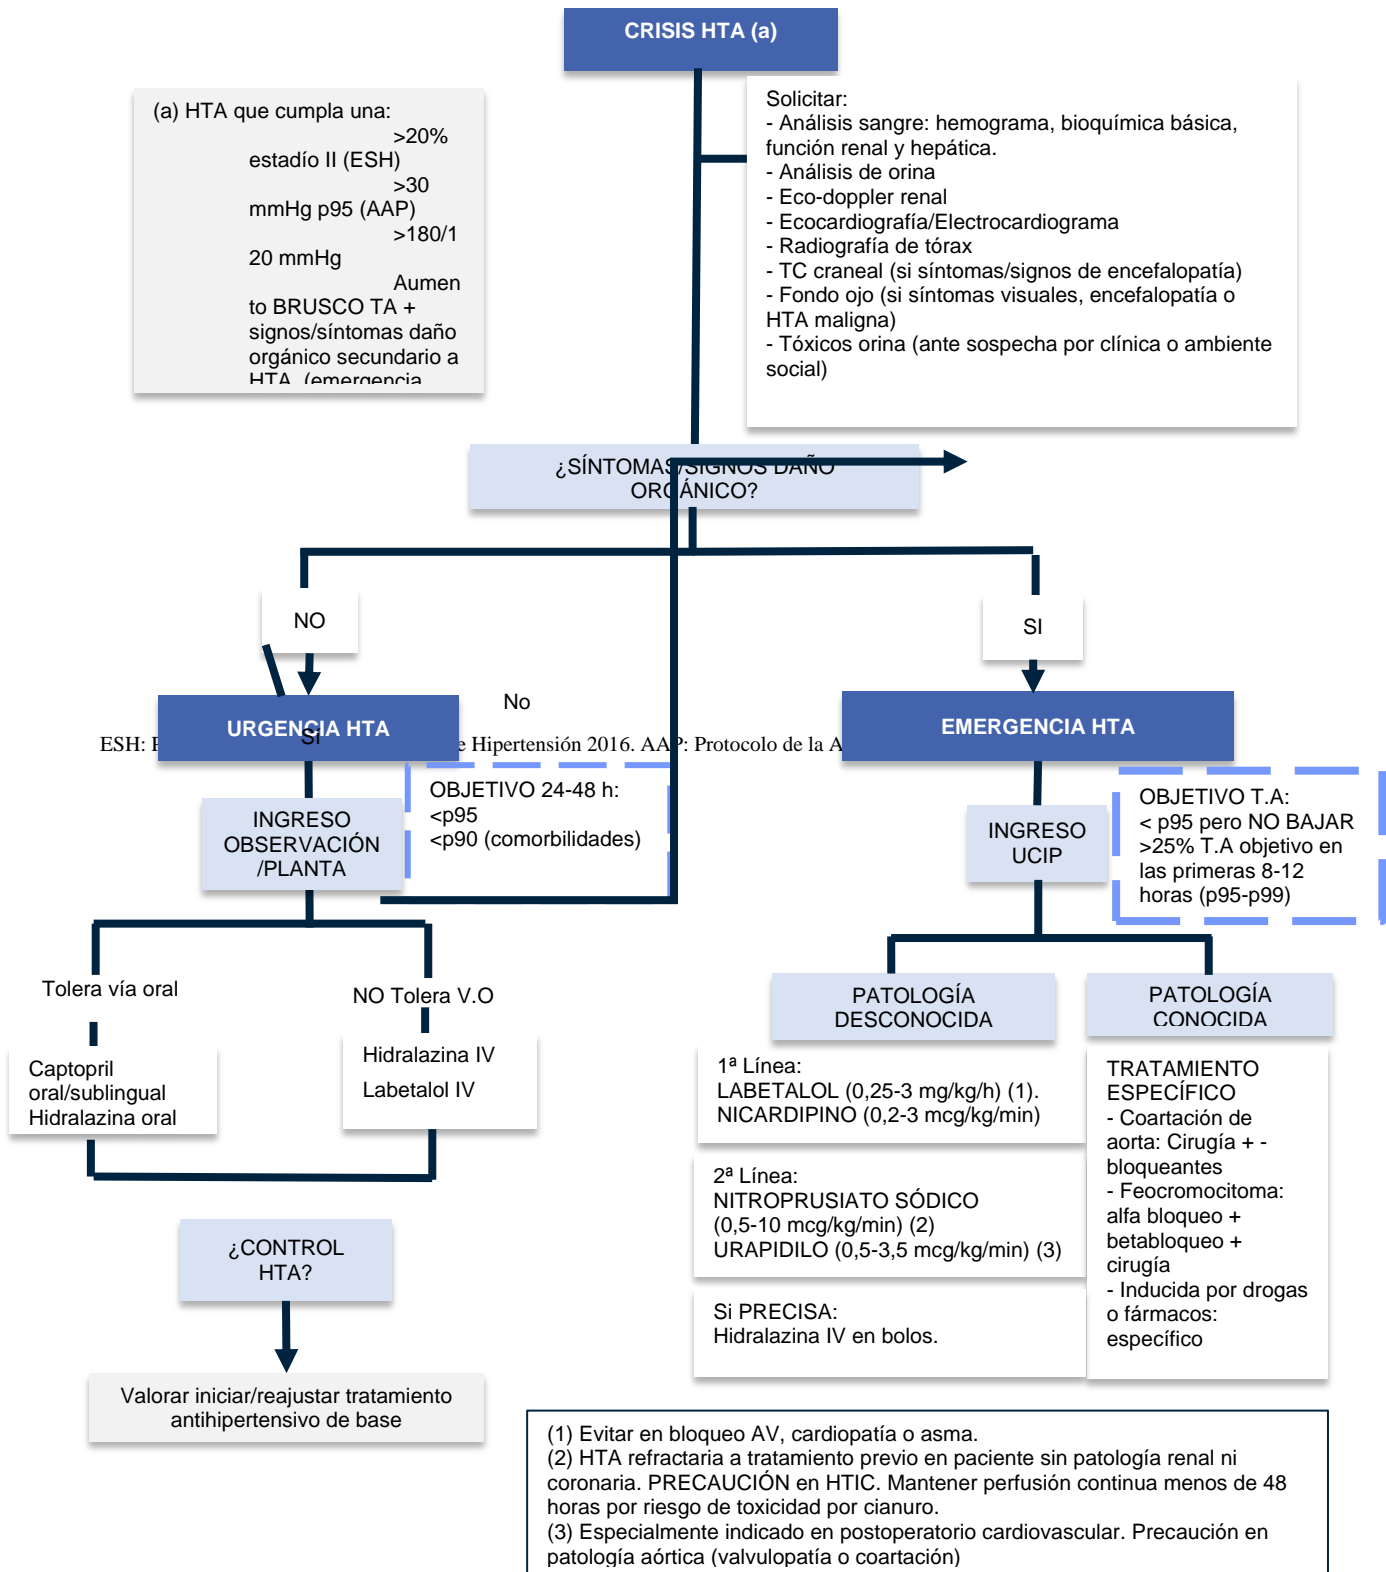 CRISIS HTA (a)
(a) HTA que cumpla una:
>20%
estadío II (ESH)
>30
mmHg p95 (AAP)
>180/1
20 mmHg
Aumen
to BRUSCO TA +
signos/síntomas daño
orgánico secundario a
HTA (emergencia
Solicitar:
- Análisis sangre: hemograma, bioquímica básica,
función renal y hepática.
- Análisis de orina
- Eco-doppler renal
- Ecocardiografía/Electrocardiograma
- Radiografía de tórax
- TC craneal (si síntomas/signos de encefalopatía)
- Fondo ojo (si síntomas visuales, encefalopatía o
HTA maligna)
- Tóxicos orina (ante sospecha por clínica o ambiente
social)
¿SÍNTOMAS/SIGNOS DAÑO
ORGÁNICO?
NO
SI
No
URGENCIA HTA
Sí
EMERGENCIA HTA
ESH: e Hipertensión 2016. AAP: Protocolo de la
INGRESO
OBSERVACIÓN
/PLANTA
OBJETIVO 24-48 h:
<p95
<p90 (comorbilidades)
INGRESO
UCIP
OBJETIVO T.A:
< p95 pero NO BAJAR
>25% T.A objetivo en
las primeras 8-12
horas (p95-p99)
Tolera vía oral
NO Tolera V.O
Captopril
oral/sublingual
Hidralazina oral
Hidralazina IV
Labetalol IV
PATOLOGÍA
DESCONOCIDA
PATOLOGÍA
CONOCIDA
1ª Línea:
LABETALOL (0,25-3 mg/kg/h) (1).
NICARDIPINO (0,2-3 mcg/kg/min)
2ª Línea:
NITROPRUSIATO SÓDICO
(0,5-10 mcg/kg/min) (2)
URAPIDILO (0,5-3,5 mcg/kg/min) (3)
Si PRECISA:
Hidralazina IV en bolos.
TRATAMIENTO
ESPECÍFICO
- Coartación de
aorta: Cirugía + -
bloqueantes
- Feocromocitoma:
alfa bloqueo +
betabloqueo +
cirugía
- Inducida por drogas
o fármacos:
específico
¿CONTROL
HTA?
Valorar iniciar/reajustar tratamiento
antihipertensivo de base
(1) Evitar en bloqueo AV, cardiopatía o asma.
(2) HTA refractaria a tratamiento previo en paciente sin patología renal ni
coronaria. PRECAUCIÓN en HTIC. Mantener perfusión continua menos de 48
horas por riesgo de toxicidad por cianuro.
(3) Especialmente indicado en postoperatorio cardiovascular. Precaución en
patología aórtica (valvulopatía o coartación)